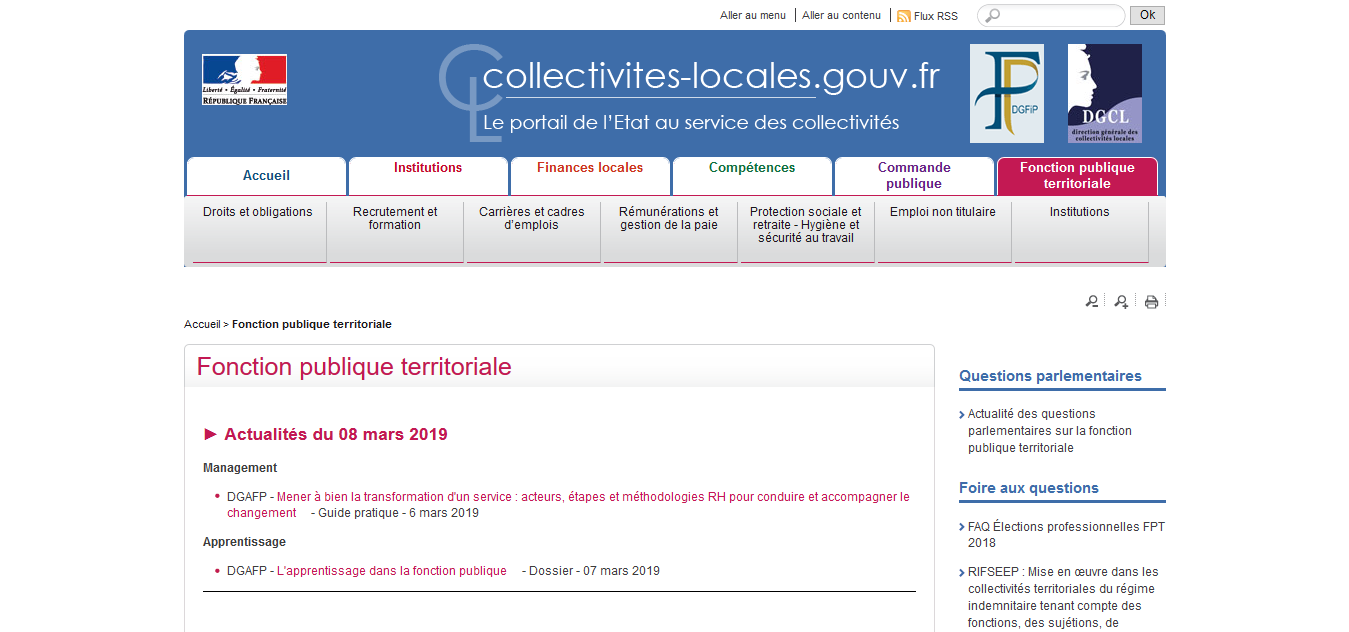 Aller au menu | Aller au contenu | Flux RSS Ok
Liberté • Égalité • Fraternité
RÉPUBLIQUE FRANÇAISE
CL
collectivites-locales.gouv.fr
Le portail de l'Etat au service des collectivités
FP
DGFiP
DGCL
direction générale des
collectivités locales
Accueil
Institutions
Finances locales
Compétences
Commande
publique
Fonction publique
territoriale
Droits et obligations
Recrutement et
formation
Carrières et cadres
d'emplois
Rémunérations et
gestion de la paie
Protection sociale et
retraite - Hygiène et
sécurité au travail
Emploi non titulaire
Institutions
Accueil > Fonction publique territoriale
Fonction publique territoriale
► Actualités du 08 mars 2019
Management
• DGAFP - Mener à bien la transformation d'un service : acteurs, étapes et méthodologies RH pour conduire et accompagner le
changement - Guide pratique - 6 mars 2019
Apprentissage
• DGAFP - L'apprentissage dans la fonction publique - Dossier - 07 mars 2019
Questions parlementaires
Actualité des questions
parlementaires sur la fonction
publique territoriale
Foire aux questions
FAQ Élections professionnelles FPT
2018
RIFSEEP : Mise en œuvre dans les
collectivités territoriales du régime
indemnitaire tenant compte des
fonctions, des sujétions, de